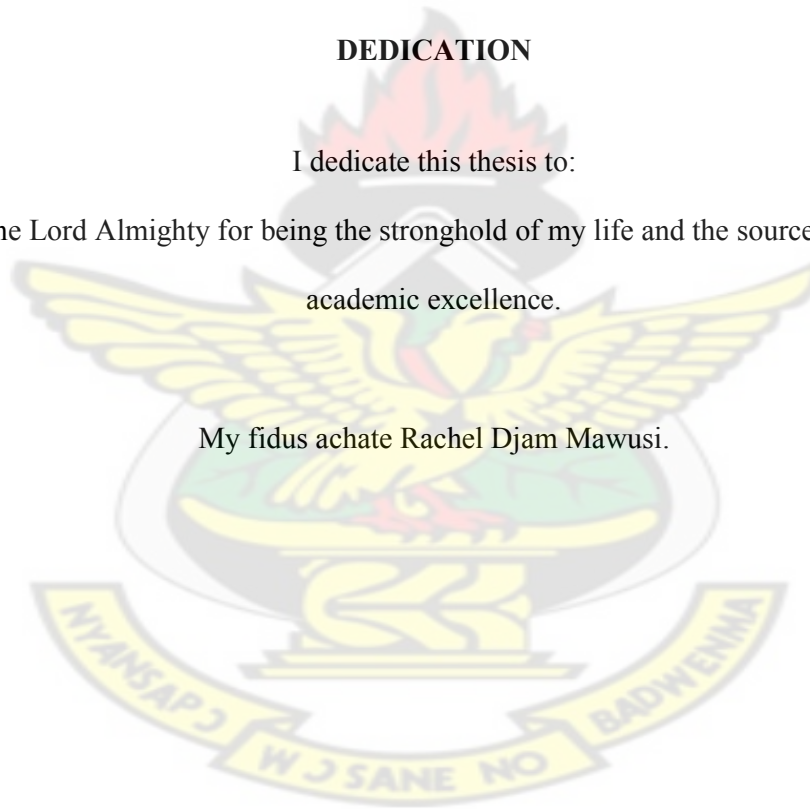 DEDICATION
I dedicate this thesis to:
Lord Almighty for being the stronghold of my life and the source
academic excellence.
My fidus achate Rachel Djam Mawusi.
NYANSAPƆ
WƆSANE NO
BADWENMA